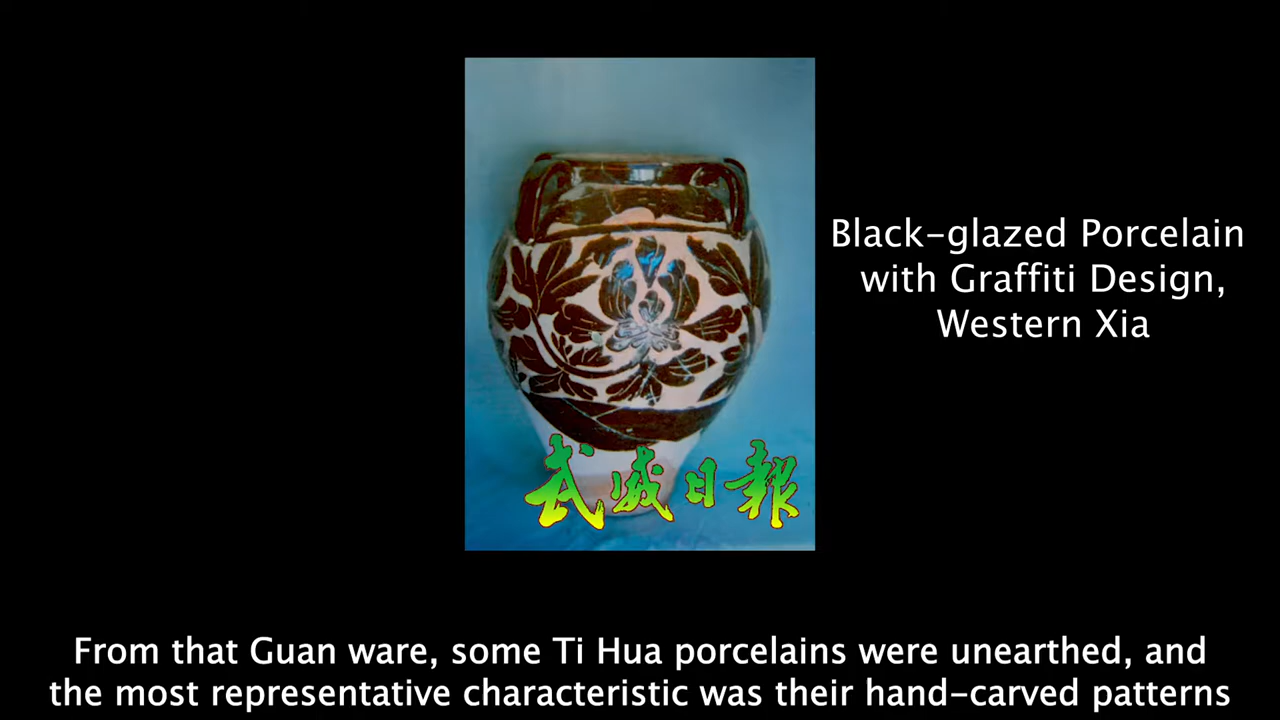 Black-glazed Porcelain
with Graffiti Design,
Western Xia
武威日報
From that Guan ware, some Ti Hua porcelains were unearthed, and
the most representative characteristic was their hand-carved patterns